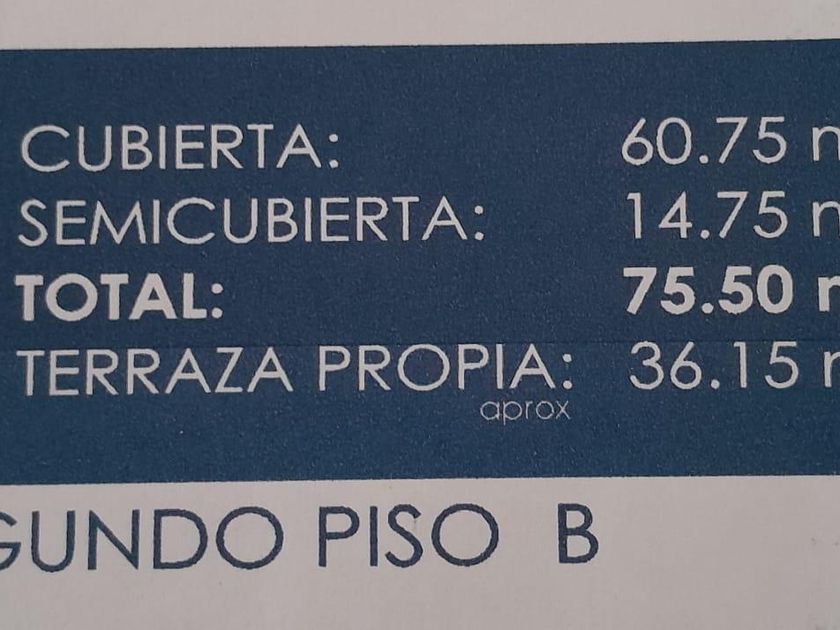 CUBIERTA: 60.75 m
SEMICUBIERTA: 14.75 m
TOTAL: 75.50 m
TERRAZA PROPIA: 36.15 m
aprox
GUNDO PISO B